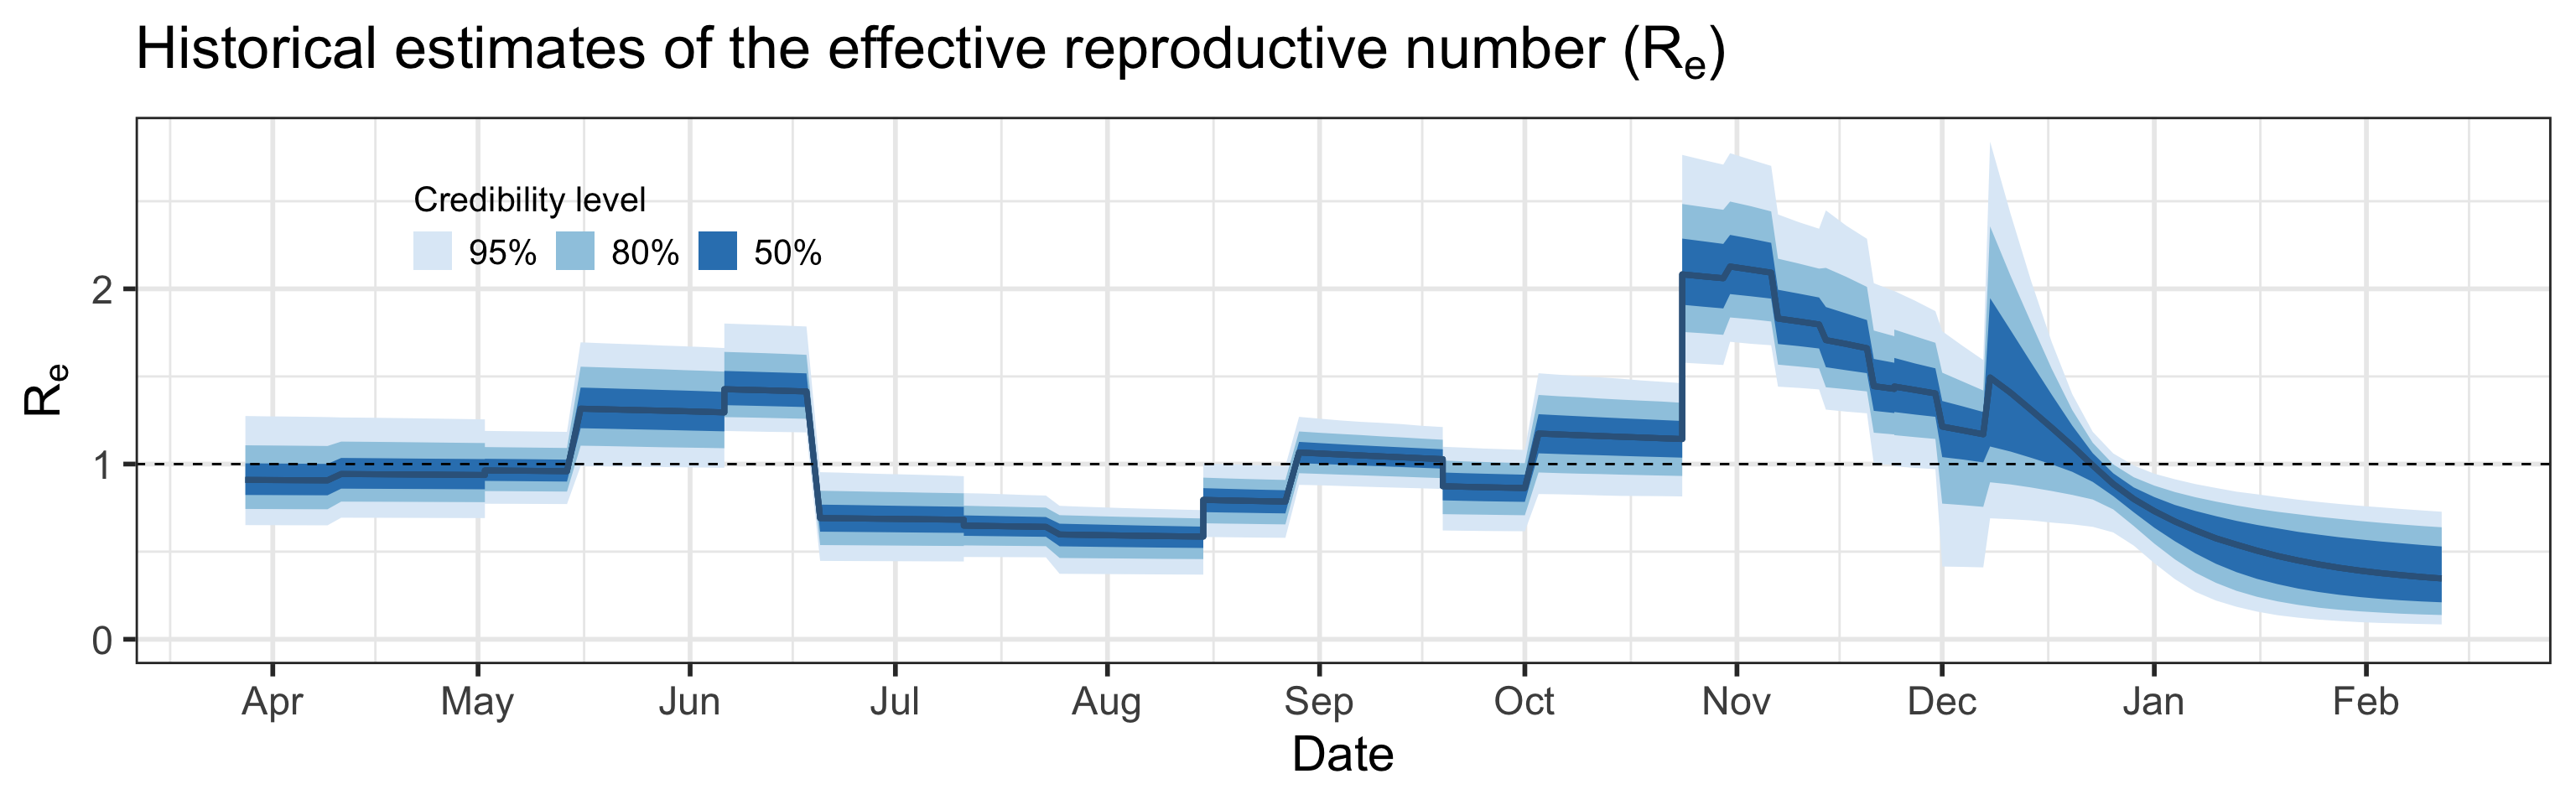 Historical estimates of the effective reproductive number (Rₑ)
Credibility level
95% 80% 50%
Rₑ
2
1
0
Apr May Jun Jul Aug Sep Oct Nov Dec Jan Feb
Date